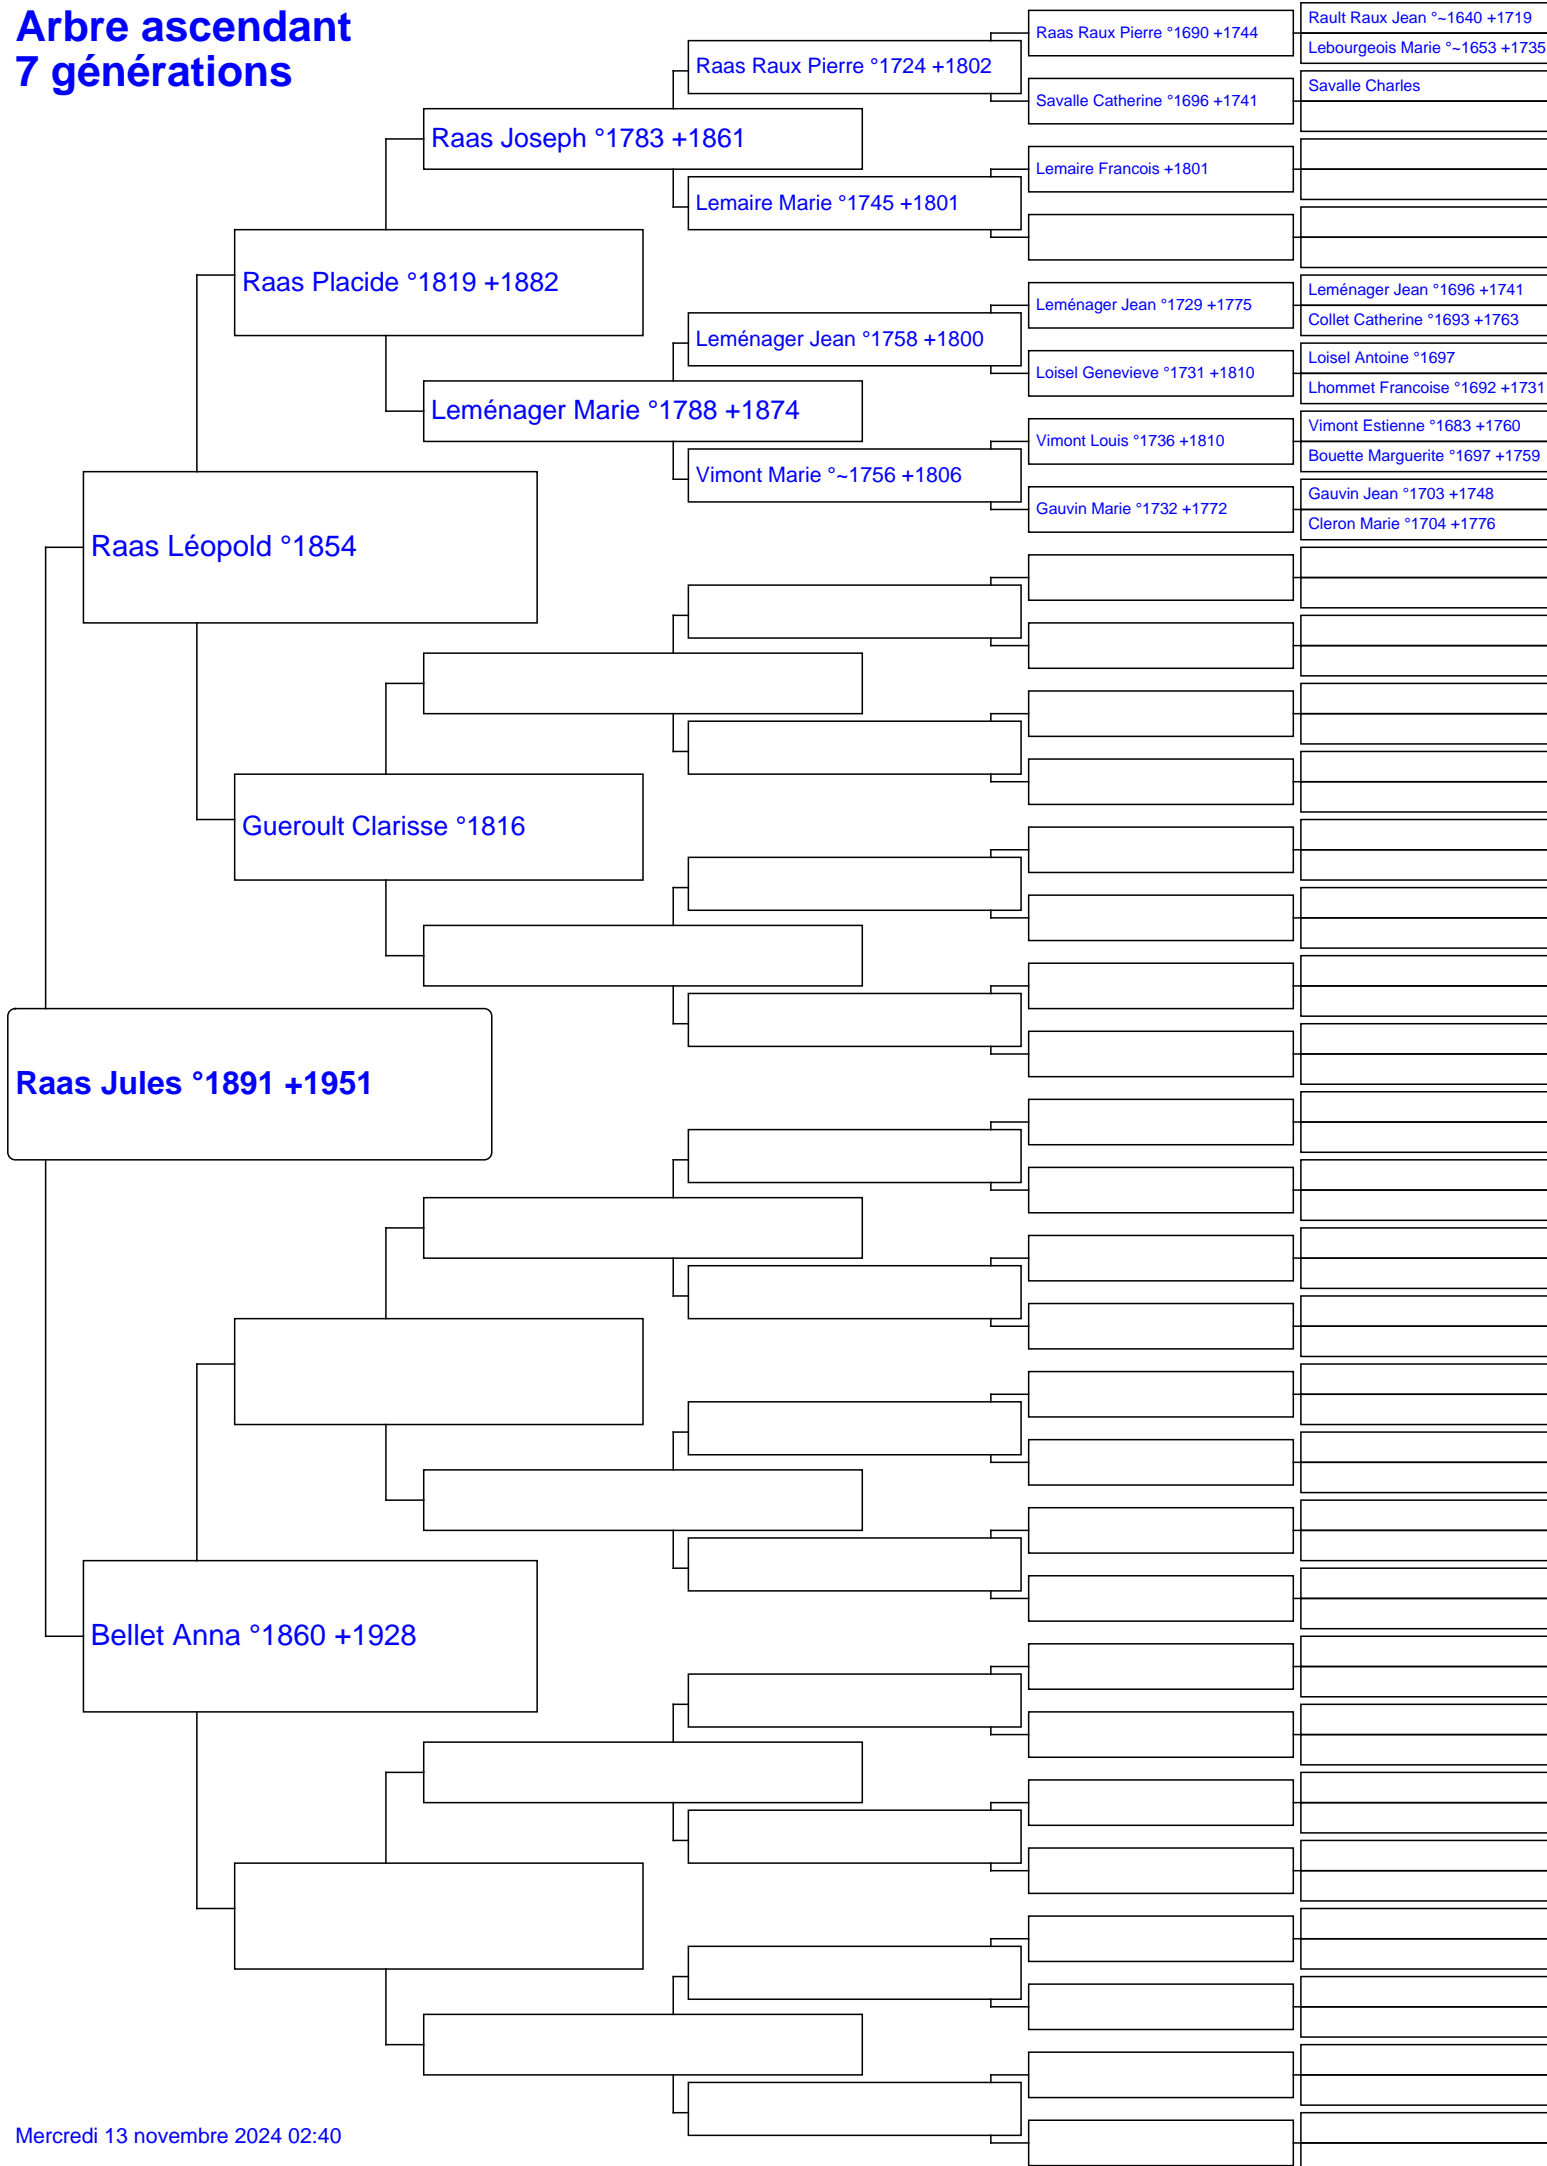 Arbre ascendant
7 générations
Raas Raux Pierre °1690 +1744
Rault Raux Jean °~1640 +1719
Lebourgeois Marie °~1653 +1735
Raas Raux Pierre °1724 +1802
Savalle Catherine °1696 +1741
Savalle Charles
Raas Joseph °1783 +1861
Lemaire Francois +1801
Lemaire Marie °1745 +1801
Raas Placide °1819 +1882
Leménager Jean °1729 +1775
Leménager Jean °1696 +1741
Collet Catherine °1693 +1763
Leménager Jean °1758 +1800
Loisel Genevieve °1731 +1810
Loisel Antoine °1697
Lhommet Francoise °1692 +1731
Leménager Marie °1788 +1874
Vimont Louis °1736 +1810
Vimont Estienne °1683 +1760
Bouette Marguerite °1697 +1759
Vimont Marie °~1756 +1806
Gauvin Marie °1732 +1772
Gauvin Jean °1703 +1748
Cleron Marie °1704 +1776
Raas Léopold °1854
Gueroult Clarisse °1816
Raas Jules °1891 +1951
Bellet Anna °1860 +1928
Mercredi 13 novembre 2024 02:40